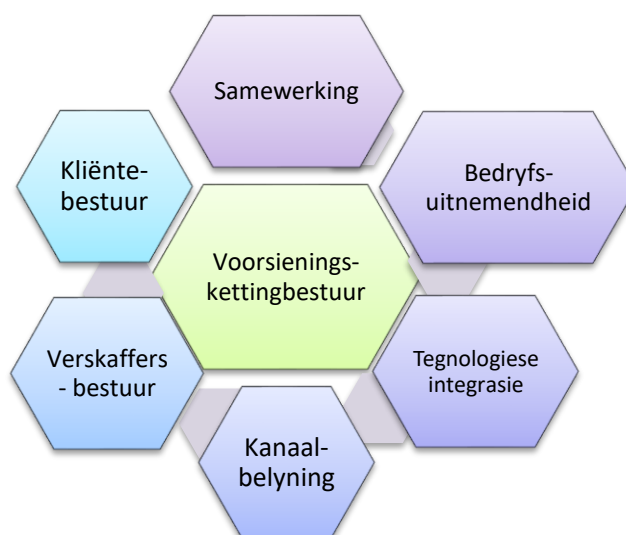 Samewerking
Kliënte-
bestuur
Bedryfs-
uitnemendheid
Voorsienings-
kettingbestuur
Verskaffers
- bestuur
Tegnologiese
integrasie
Kanaal-
belyning